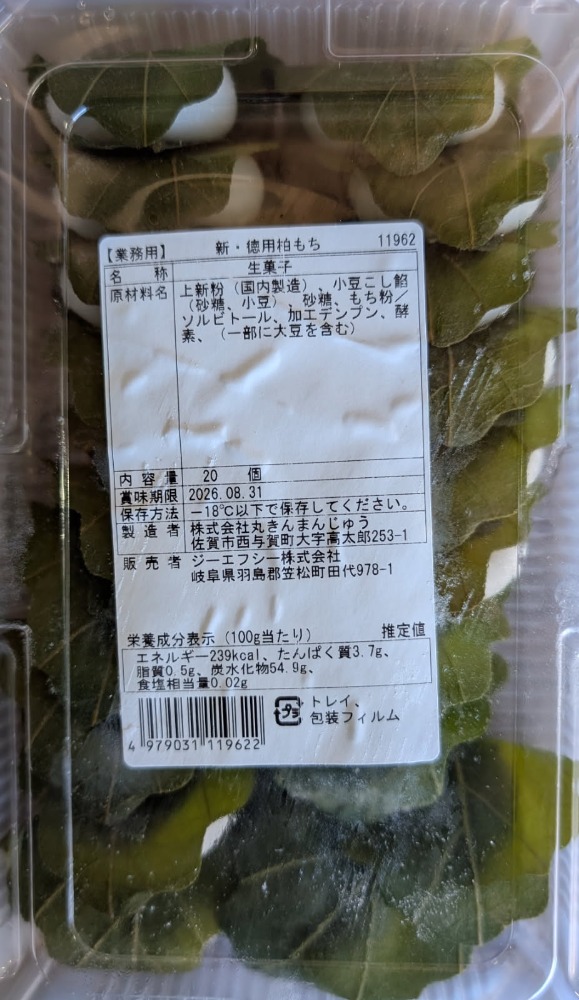 【業務用】 新・徳用柏もち 11962
名称 生菓子
原材料名 上新粉（国内製造）、小豆こし餡
（砂糖、小豆）　砂糖、もち粉／
ソルビトール、加工デンプン、酵
素、（一部に大豆を含む）
内容量 20 個
賞味期限 2026.08.31
保存方法 －18℃以下で保存してください。
製造者 株式会社丸きんまんじゅう
佐賀市西与賀町大字高太郎253-1
販売者 ジーエフシー株式会社
岐阜県羽島郡笠松町田代978-1
栄養成分表示（100g当たり） 推定値
エネルギー239kcal、たんぱく質3.7g、
脂質0.5g、炭水化物54.9g、
食塩相当量0.02g
プラ トレイ、
包装フィルム
4 979031 119622